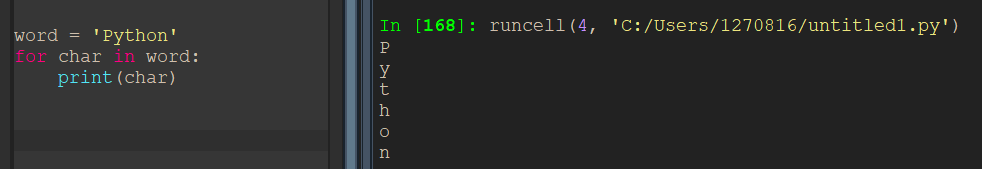 word = 'Python'
for char in word:
    print(char)
In [168]: runcell(4, 'C:/Users/1270816/untitled1.py')
P
y
t
h
o
n